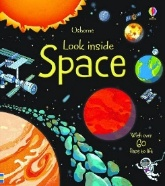 Usborne
Look inside
Space
With over
60
flaps to lift